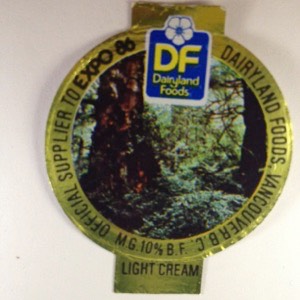 DF
Dairyland
Foods
OFFICIAL SUPPLIER TO EXPO 86
DAIRYLAND FOODS, VANCOUVER B.C.
M.G. 10% B.F.
LIGHT CREAM